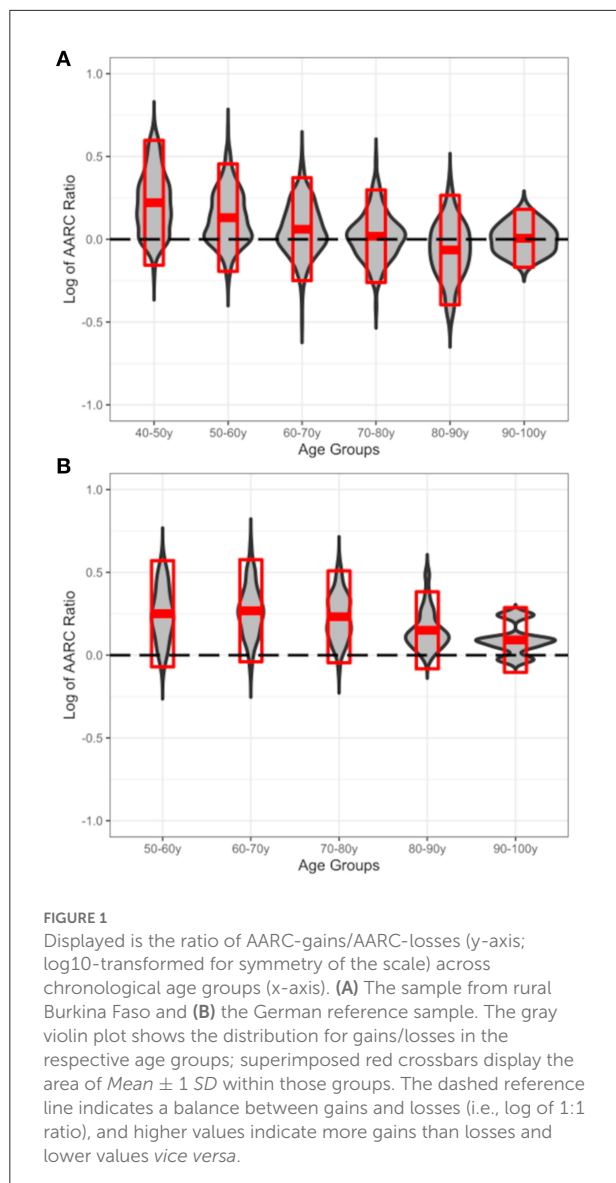 A
1.0
0.5
0.0
-0.5
-1.0
Log of AARC Ratio
40-50y 50-60y 60-70y 70-80y 80-90y 90-100y
Age Groups
B
1.0
0.5
0.0
-0.5
-1.0
Log of AARC Ratio
50-60y 60-70y 70-80y 80-90y 90-100y
Age Groups
FIGURE 1
Displayed is the ratio of AARC-gains/AARC-losses (y-axis;
log10-transformed for symmetry of the scale) across
chronological age groups (x-axis). (A) The sample from rural
Burkina Faso and (B) the German reference sample. The gray
violin plot shows the distribution for gains/losses in the
respective age groups; superimposed red crossbars display the
area of Mean ± 1 SD within those groups. The dashed reference
line indicates a balance between gains and losses (i.e., log of 1:1
ratio), and higher values indicate more gains than losses and
lower values vice versa.